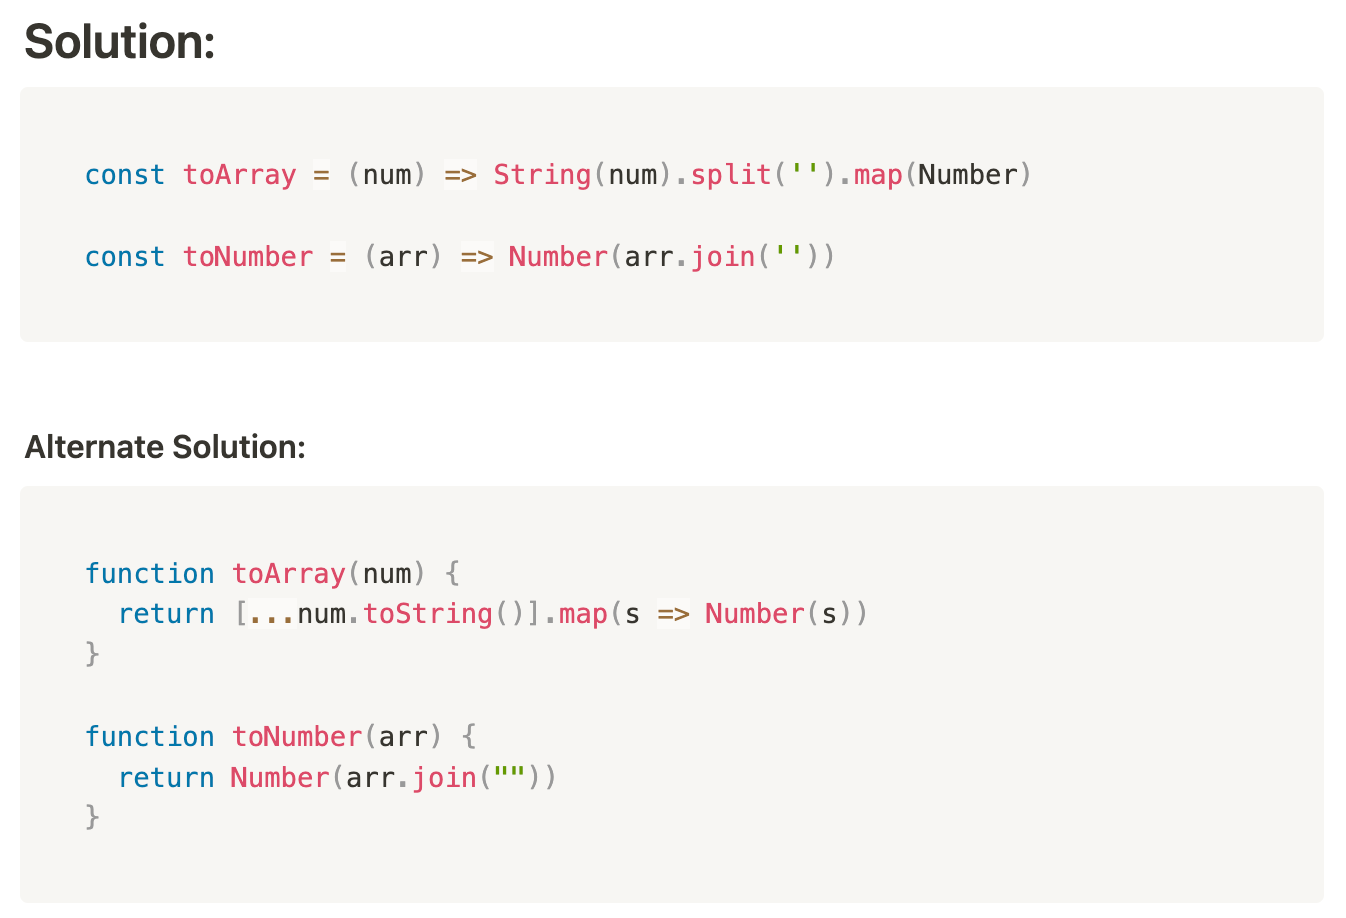 Solution:
const toArray = (num) => String(num).split('').map(Number)
const toNumber = (arr) => Number(arr.join(''))
Alternate Solution:
function toArray(num) {
  return [...num.toString()].map(s => Number(s))
}
function toNumber(arr) {
  return Number(arr.join(""))
}